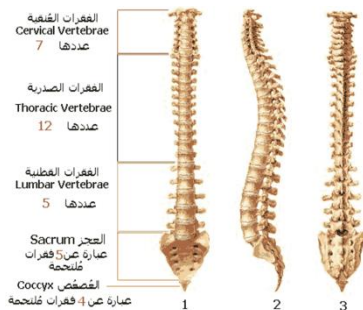 الفقرات العُنقية
Cervical Vertebrae
عددها 7
الفقرات الصدرية
Thoracic Vertebrae
عددها 12
الفقرات القطنية
Lumbar Vertebrae
عددها 5
العجز Sacrum
عبارة عن 5 فقرات
مُلتحمة
العُصعُص Coccyx
عبارة عن 4 فقرات مُلتحمة
1 2 3